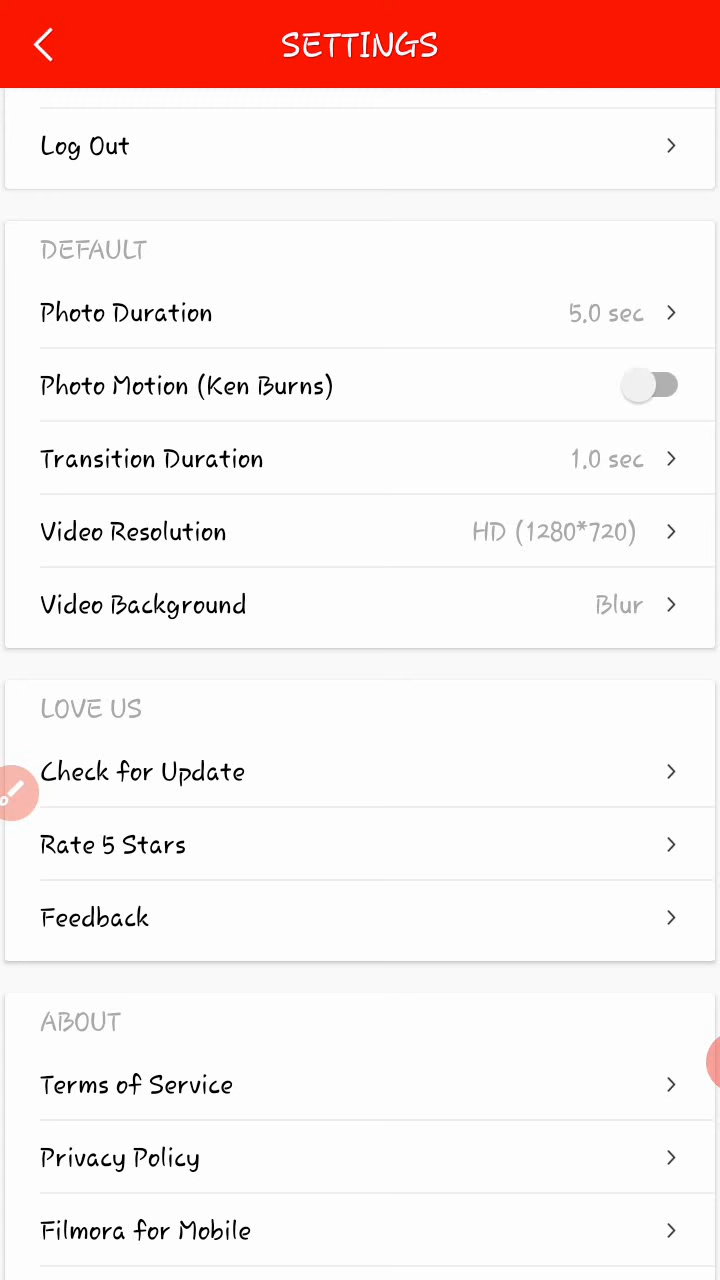 SETTINGS
Log Out
DEFAULT
Photo Duration 5.0 sec
Photo Motion (Ken Burns)
Transition Duration 1.0 sec
Video Resolution HD (1280*720)
Video Background Blur
LOVE US
Check for Update
Rate 5 Stars
Feedback
ABOUT
Terms of Service
Privacy Policy
Filmora for Mobile